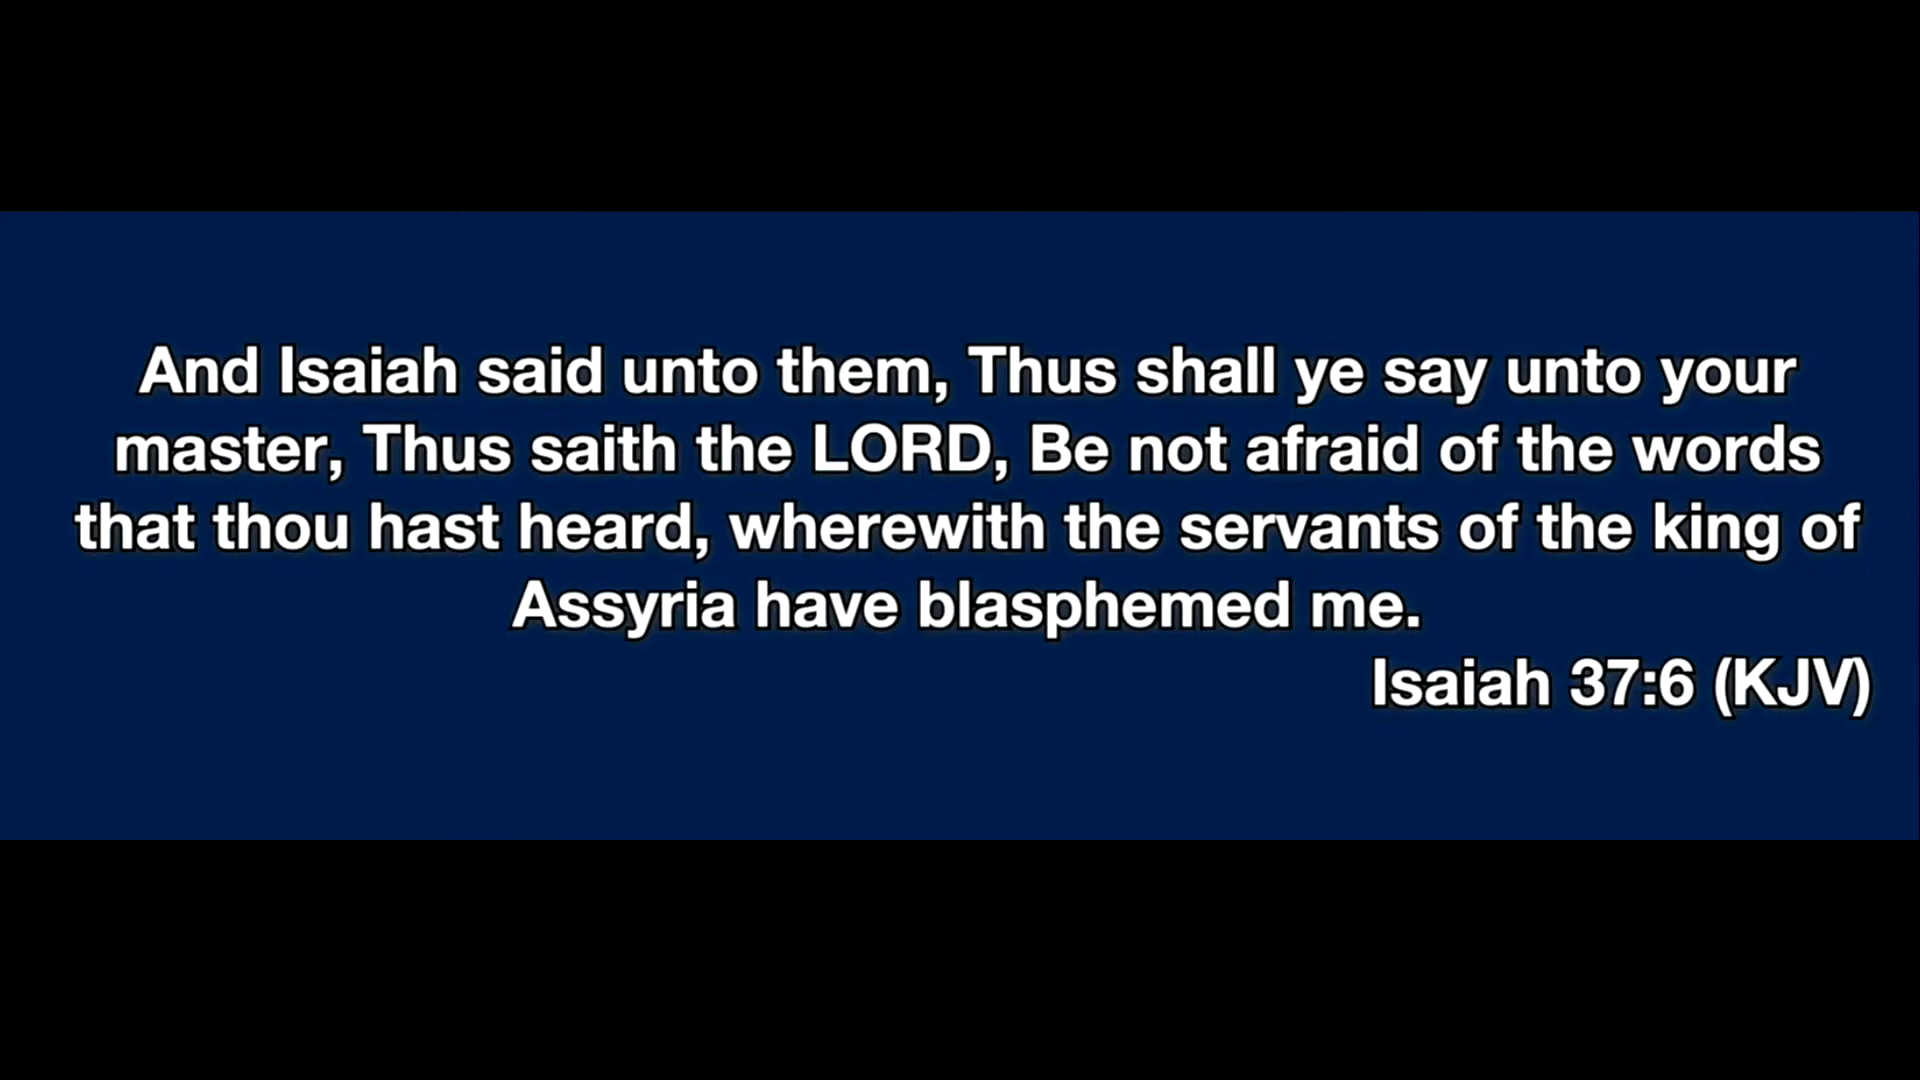 And Isaiah said unto them, Thus shall ye say unto your
master, Thus saith the LORD, Be not afraid of the words
that thou hast heard, wherewith the servants of the king of
Assyria have blasphemed me.
Isaiah 37:6 (KJV)